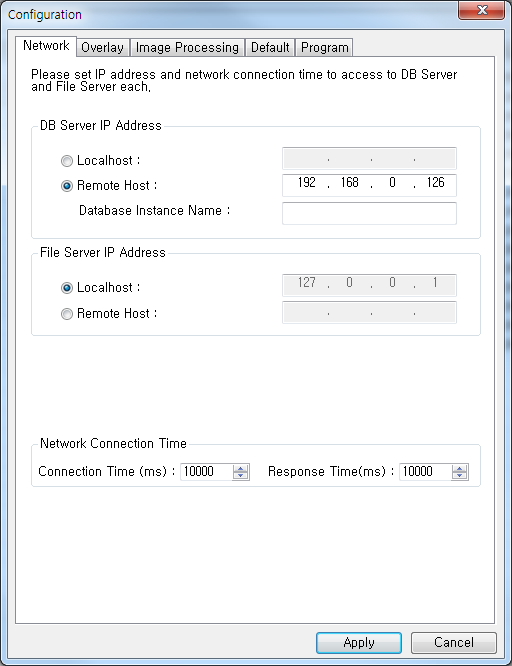 Configuration
Network Overlay Image Processing Default Program
Please set IP address and network connection time to access to DB Server
and File Server each,
DB Server IP Address
Localhost : . . .
Remote Host : 192 . 168 . 0 . 126
Database Instance Name :
File Server IP Address
Localhost : 127 . 0 . 0 . 1
Remote Host : . . .
Network Connection Time
Connection Time (ms) : 10000 Response Time(ms) : 10000
Apply Cancel